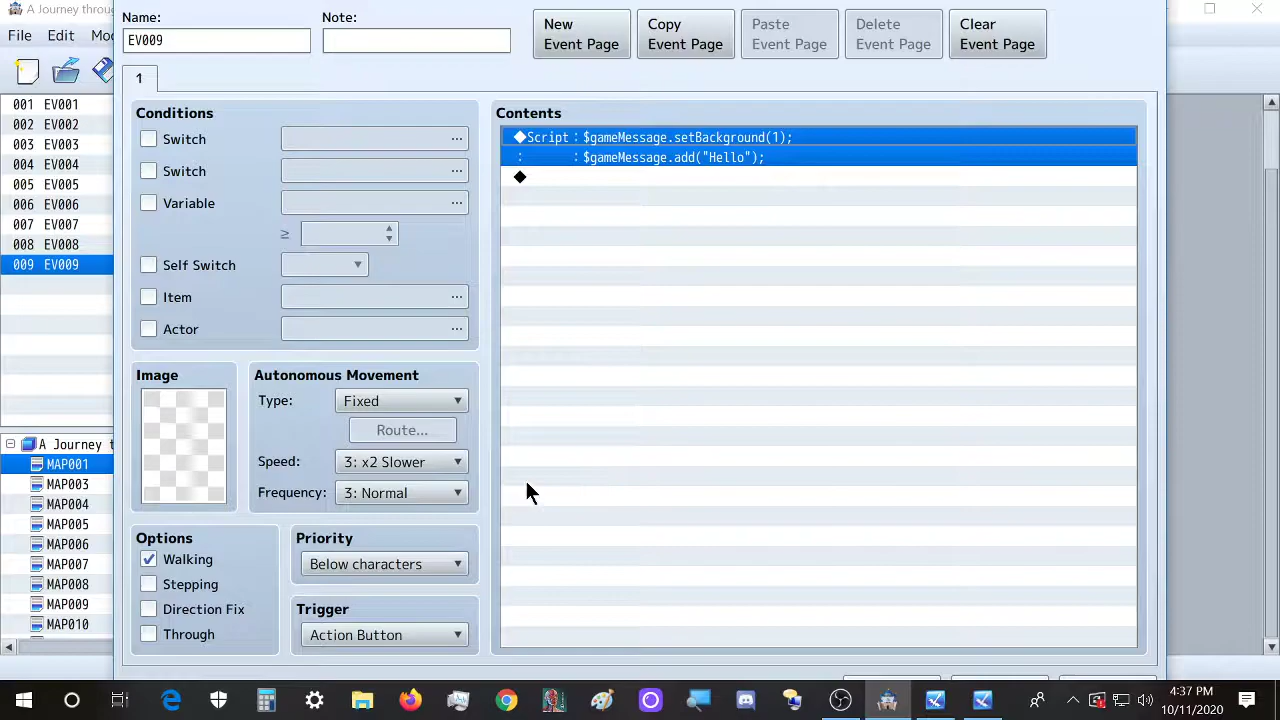 A Journey through
File Edit Mod
Name:
Note:
EV009
New
Event Page
Copy
Event Page
Paste
Event Page
Delete
Event Page
Clear
Event Page
1
001 EV001
002 EV002
003 EV003
004 EV004
005 EV005
006 EV006
007 EV007
008 EV008
009 EV009
A Journey t
MAP001
MAP003
MAP004
MAP005
MAP006
MAP007
MAP008
MAP009
MAP010
Conditions
Switch
Switch
Variable
≥
Self Switch
Item
Actor
Image
Autonomous Movement
Type: Fixed
Route...
Speed: 3: x2 Slower
Frequency: 3: Normal
Options
Walking
Stepping
Direction Fix
Through
Priority
Below characters
Trigger
Action Button
Contents
◆Script：$gameMessage.setBackground(1);
：　　　：$gameMessage.add("Hello");
◆
4:37 PM
10/11/2020